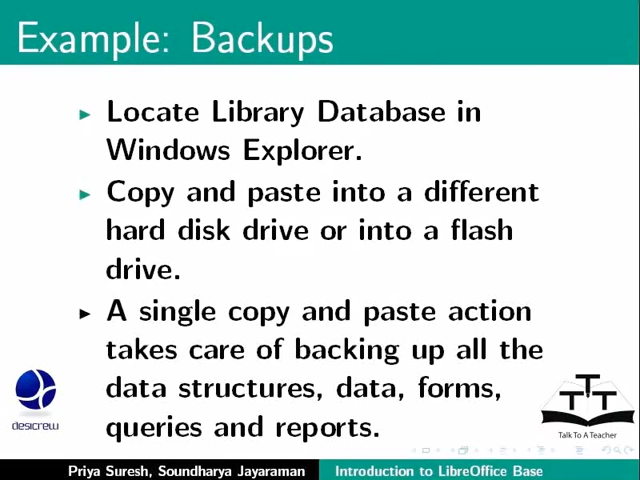 Example: Backups
Locate Library Database in
Windows Explorer.
Copy and paste into a different
hard disk drive or into a flash
drive.
A single copy and paste action
takes care of backing up all the
data structures, data, forms,
queries and reports.
desicrew
TTT
Talk To A Teacher
Priya Suresh, Soundharya Jayaraman
Introduction to LibreOffice Base